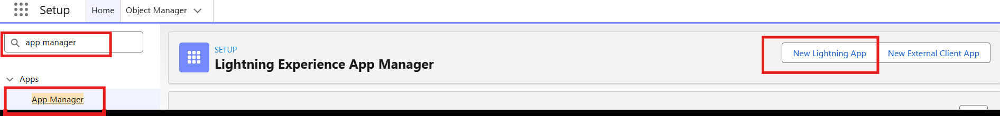 Setup
Home
Object Manager
app manager
Apps
App Manager
SETUP
Lightning Experience App Manager
New Lightning App
New External Client App